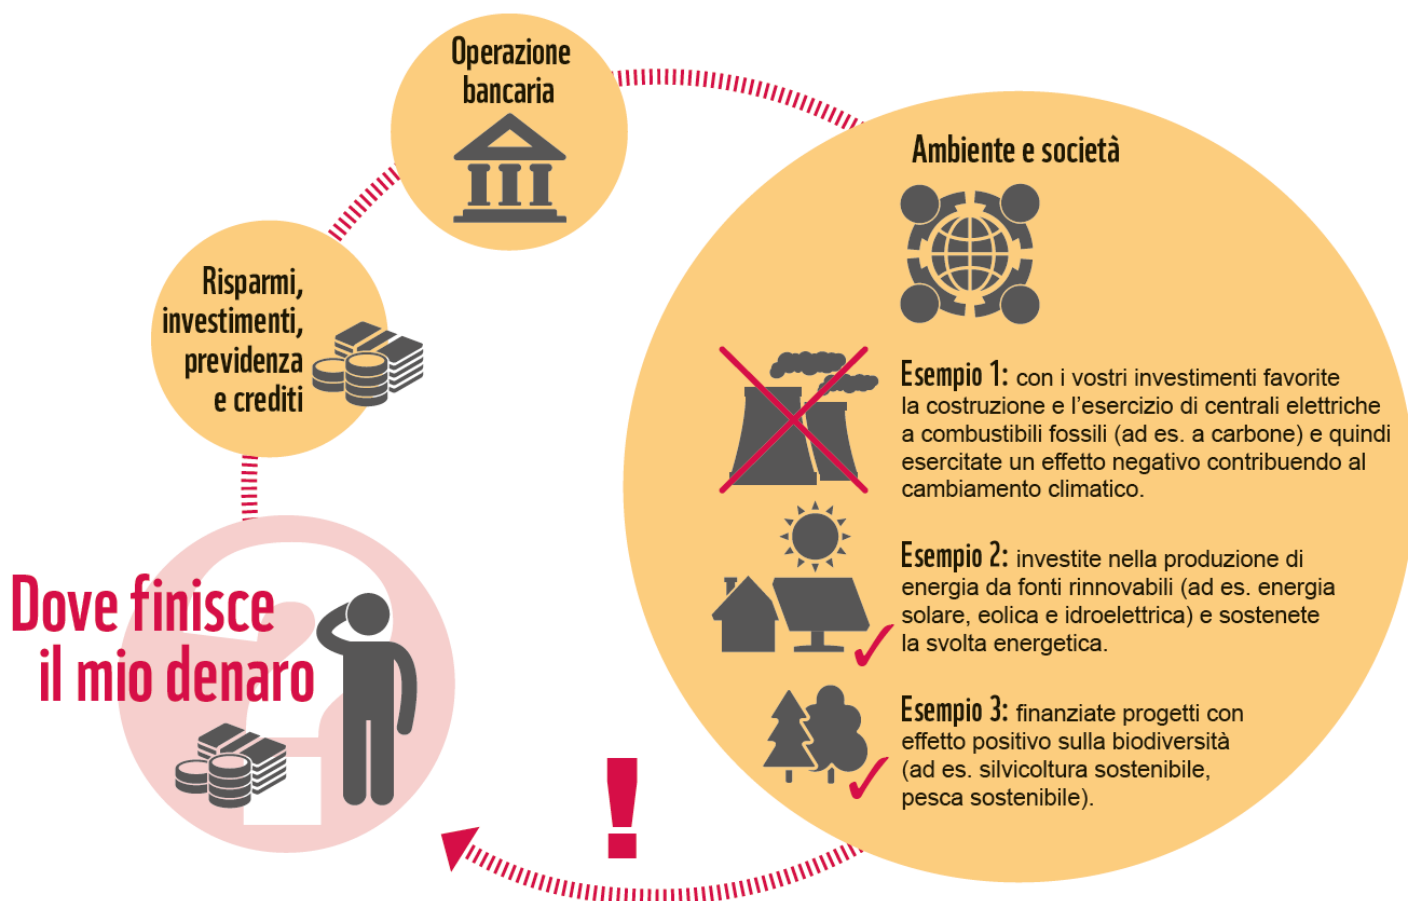 Operazione
bancaria
Ambiente e società
Risparmi,
investimenti,
previdenza
e crediti
Esempio 1: con i vostri investimenti favorite
la costruzione e l’esercizio di centrali elettriche
a combustibili fossili (ad es. a carbone) e quindi
esercitate un effetto negativo contribuendo al
cambiamento climatico.
Esempio 2: investite nella produzione di
energia da fonti rinnovabili (ad es. energia
solare, eolica e idroelettrica) e sostenete
la svolta energetica.
Dove finisce
il mio denaro
?
Esempio 3: finanziate progetti con
effetto positivo sulla biodiversità
(ad es. silvicoltura sostenibile,
pesca sostenibile).
!